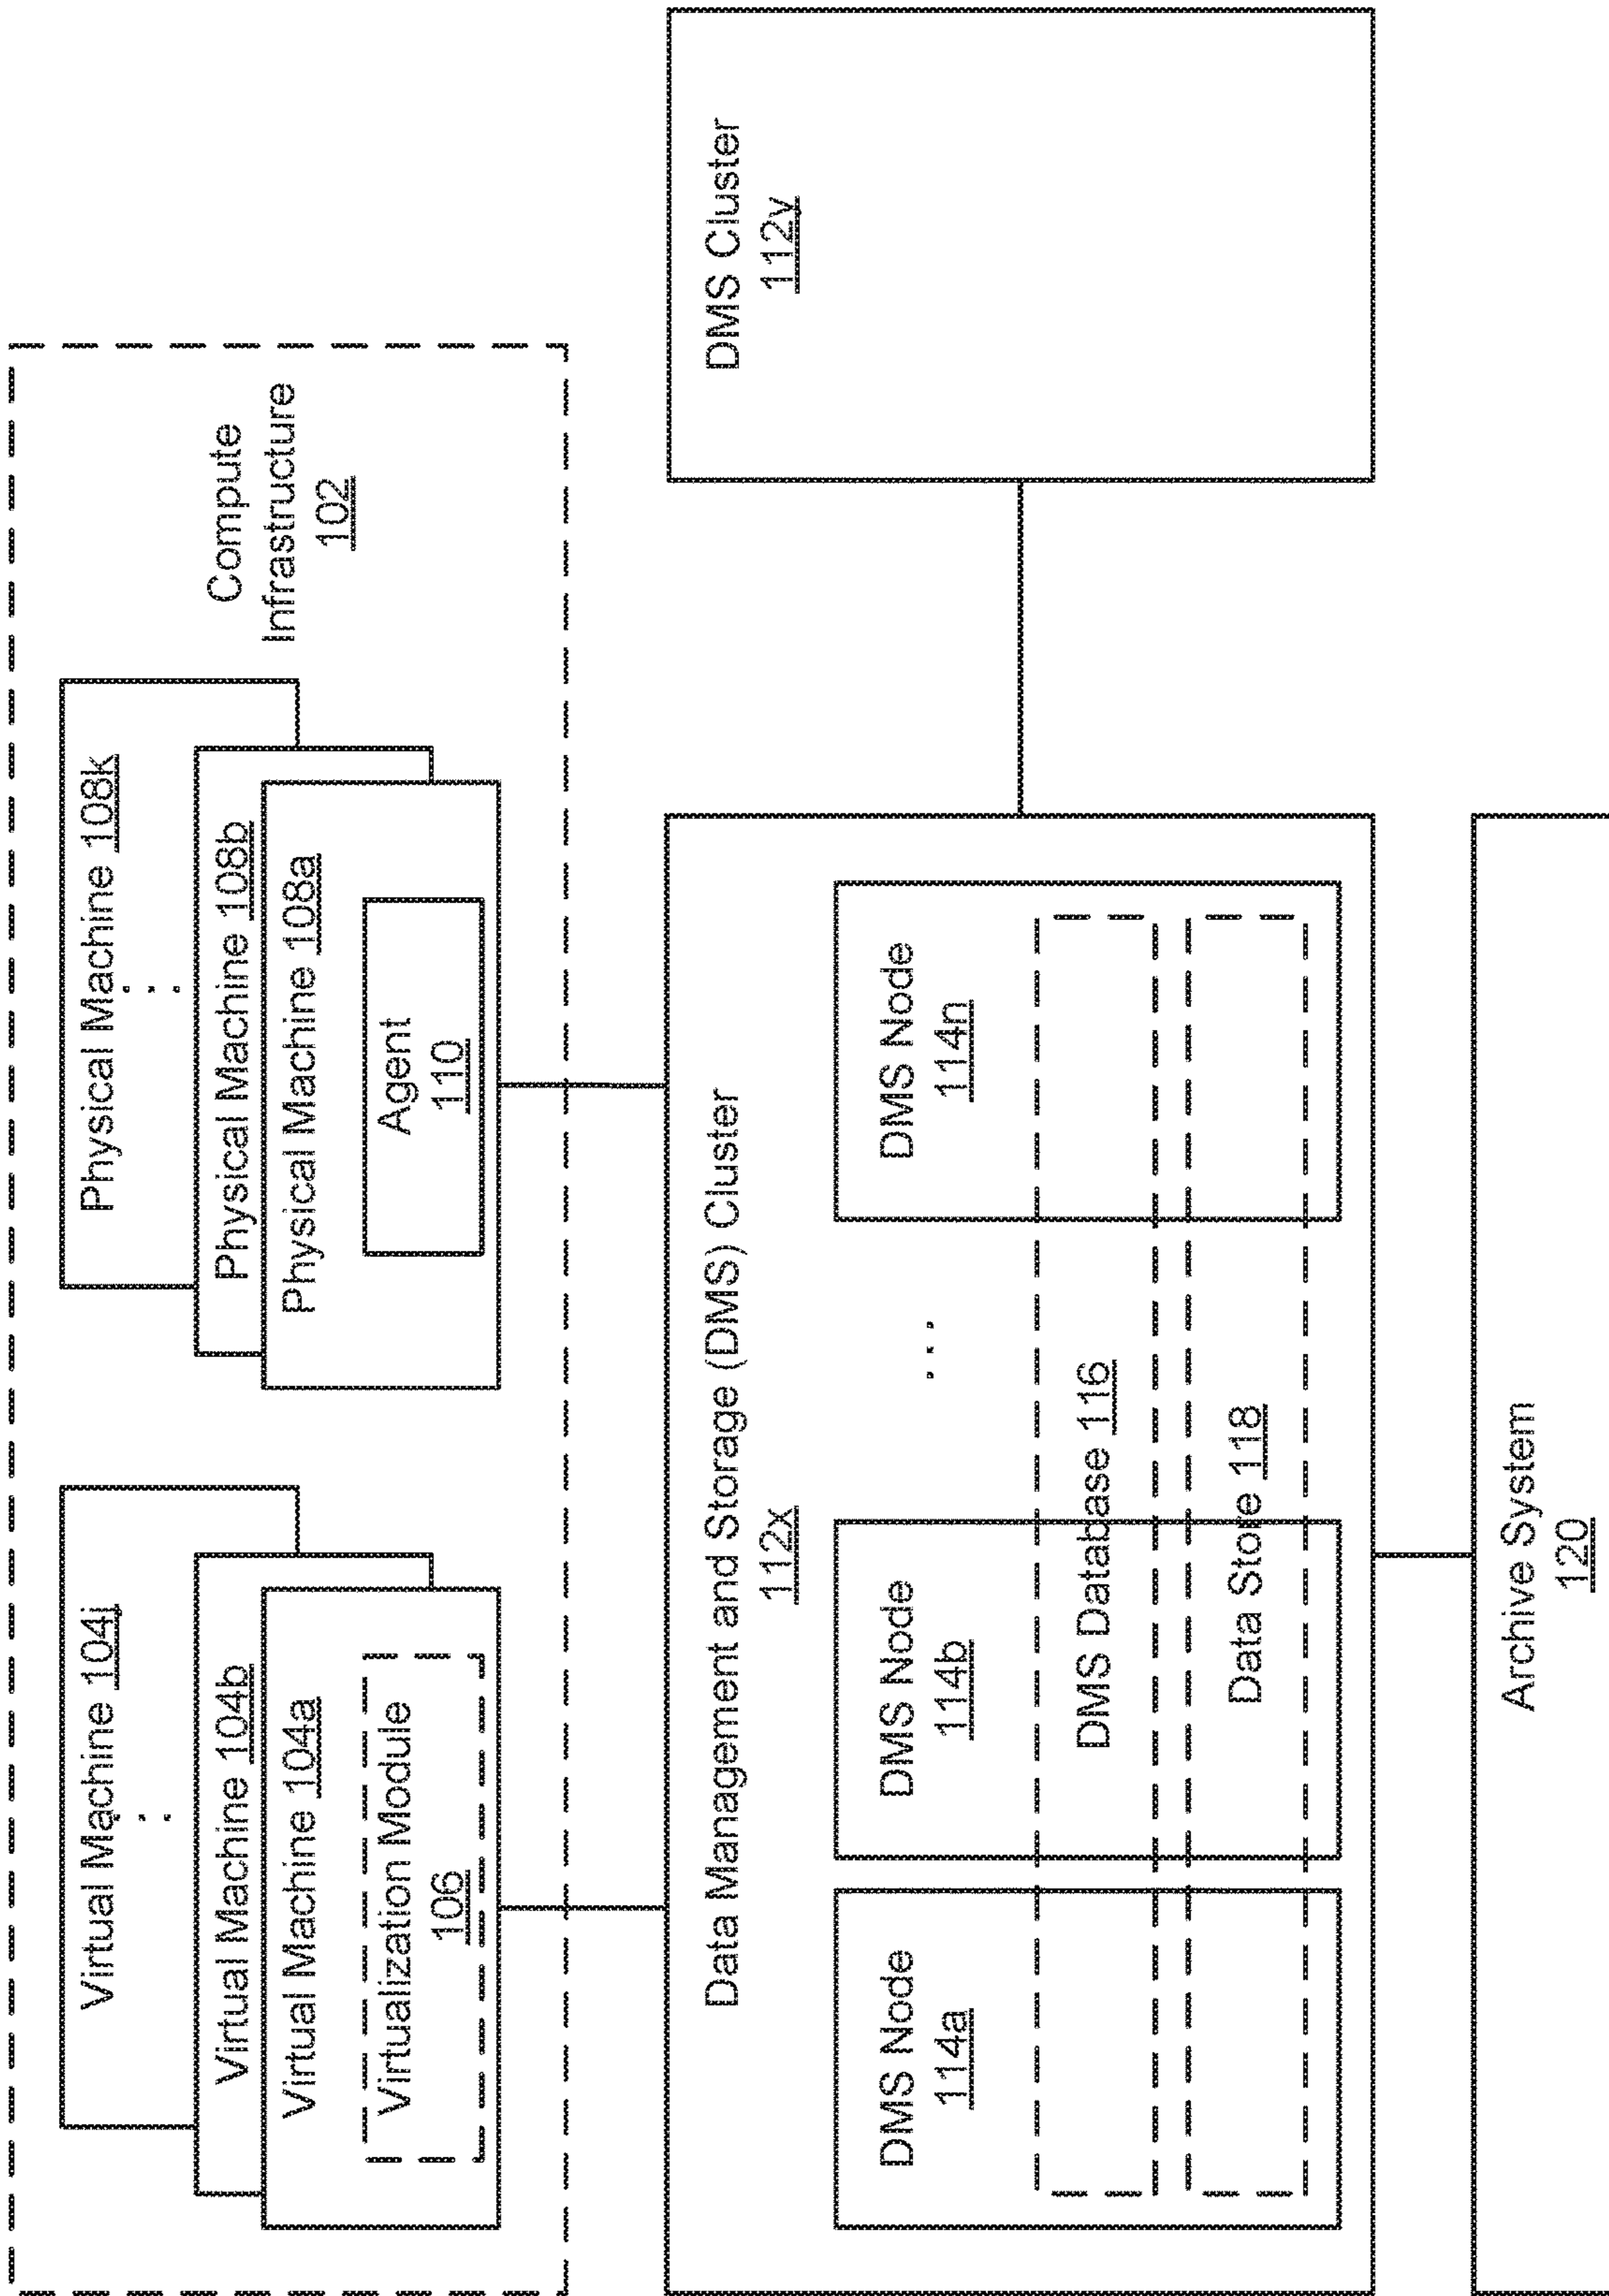 Compute
Infrastructure
102
Virtual Machine 104j
Virtual Machine 104b
Virtual Machine 104a
Virtualization Module
106
Physical Machine 108k
Physical Machine 108b
Physical Machine 108a
Agent
110
Data Management and Storage (DMS) Cluster
112x
DMS Node
114a
DMS Node
114b
...
DMS Node
114n
DMS Database 116
Data Store 118
DMS Cluster
112y
Archive System
120